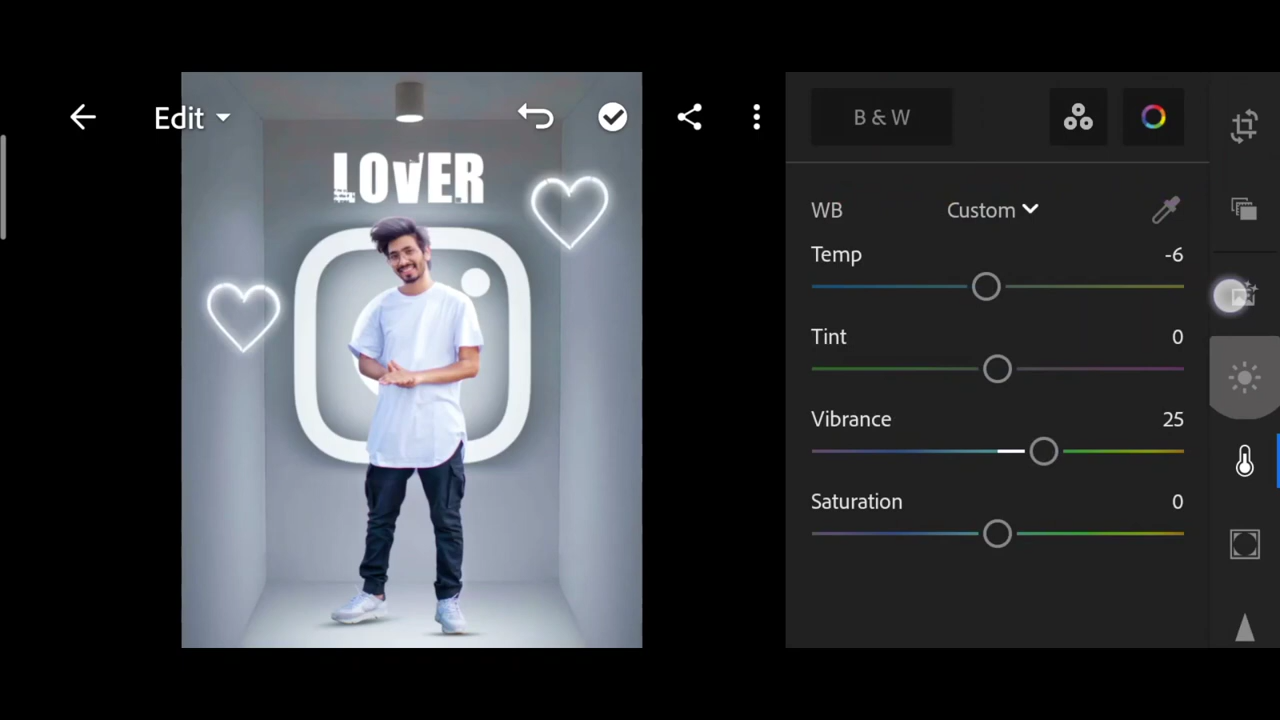 Edit
LOVER
B & W
WB Custom
Temp -6
Tint 0
Vibrance 25
Saturation 0